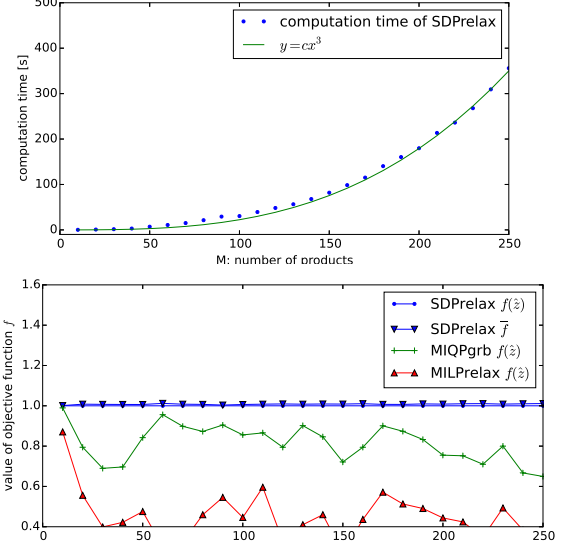 500
400
300
200
100
0
computation time [s]
computation time of SDPrelax
y=cx³
0 50 100 150 200 250
M: number of products
1.6
1.4
1.2
1.0
0.8
0.6
0.4
value of objective function f
SDPrelax f(ẑ)
SDPrelax f̅
MIQPgrb f(ẑ)
MILPrelax f(ẑ)
0 50 100 150 200 250